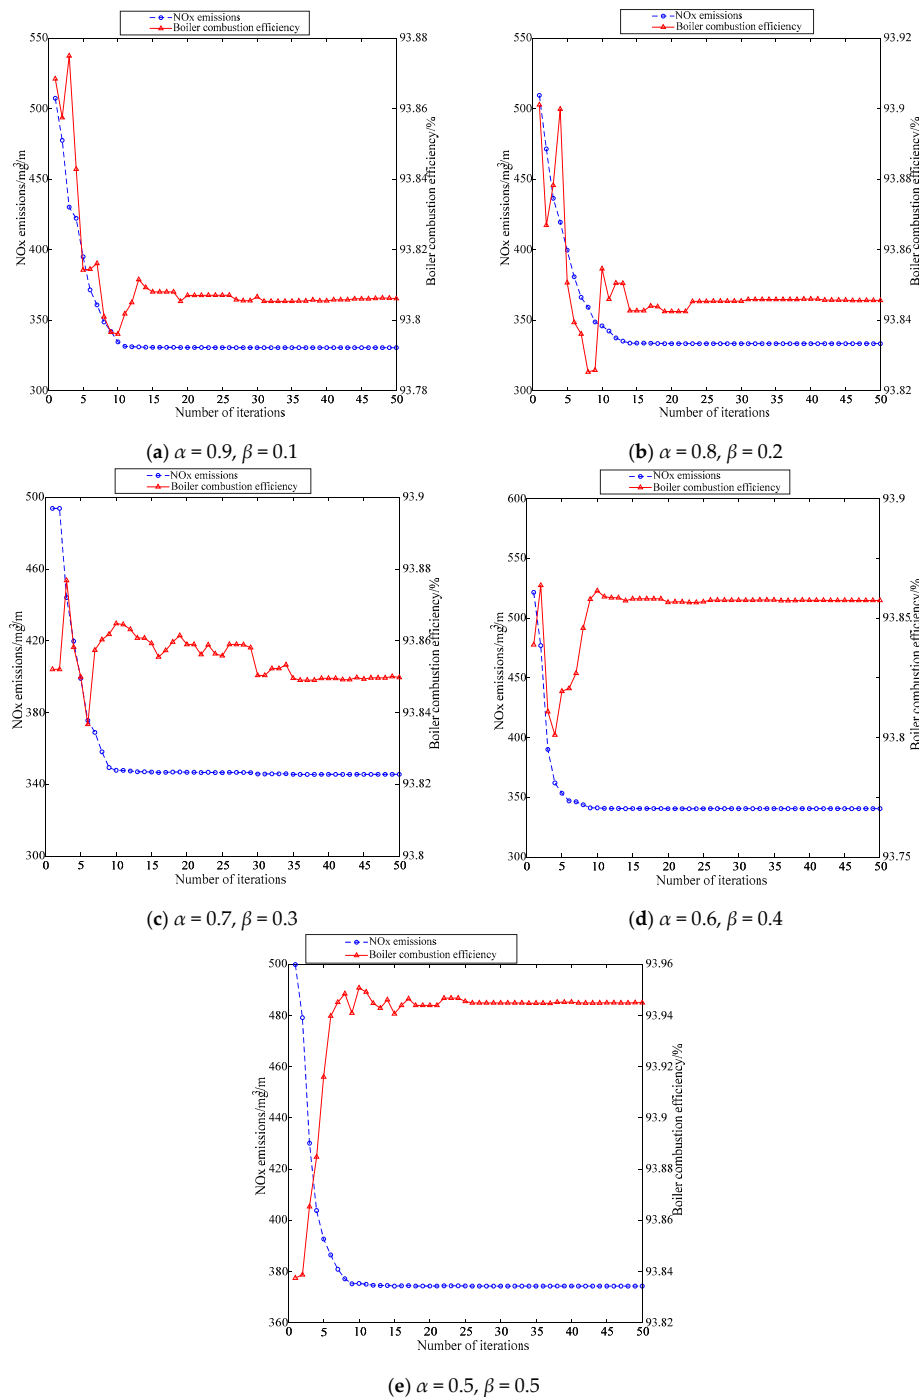 NOx emissions
Boiler combustion efficiency
550
500
450
400
350
300
NOx emissions/mg³/m
93.88
93.86
93.84
93.82
93.8
93.78
Boiler combustion efficiency/%
0 5 10 15 20 25 30 35 40 45 50
Number of iterations
(a) α = 0.9, β = 0.1
NOx emissions
Boiler combustion efficiency
550
500
450
400
350
300
NOx emissions/mg³/m
93.92
93.9
93.88
93.86
93.84
93.82
Boiler combustion efficiency/%
0 5 10 15 20 25 30 35 40 45 50
Number of iterations
(b) α = 0.8, β = 0.2
NOx emissions
Boiler combustion efficiency
500
460
420
380
340
300
NOx emissions/mg³/m
93.9
93.88
93.86
93.84
93.82
93.8
Boiler combustion efficiency/%
0 5 10 15 20 25 30 35 40 45 50
Number of iterations
(c) α = 0.7, β = 0.3
NOx emissions
Boiler combustion efficiency
600
550
500
450
400
350
300
NOx emissions/mg³/m
93.9
93.85
93.8
93.75
Boiler combustion efficiency/%
0 5 10 15 20 25 30 35 40 45 50
Number of iterations
(d) α = 0.6, β = 0.4
NOx emissions
Boiler combustion efficiency
500
480
460
440
420
400
380
360
NOx emissions/mg³/m
93.96
93.94
93.92
93.9
93.88
93.86
93.84
93.82
Boiler combustion efficiency/%
0 5 10 15 20 25 30 35 40 45 50
Number of iterations
(e) α = 0.5, β = 0.5